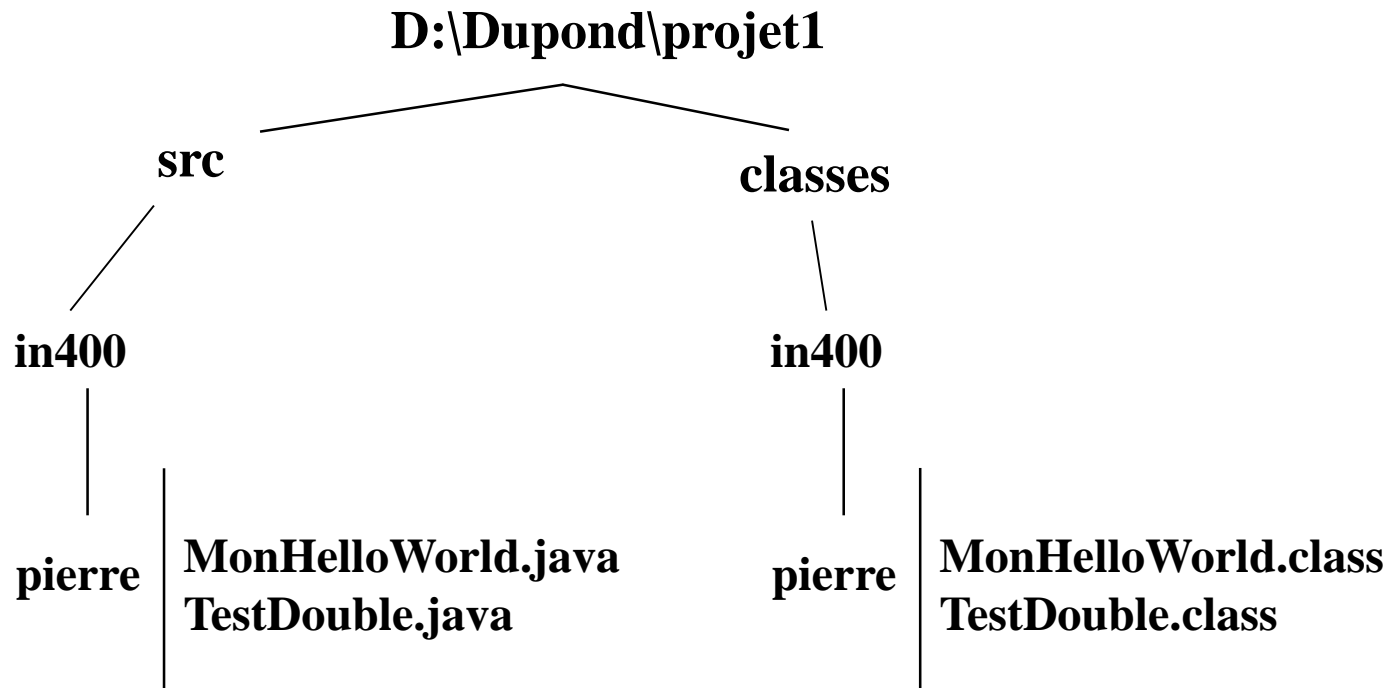 D:\Dupond\projet1
src
classes
in400
in400
pierre
MonHelloWorld.java
TestDouble.java
pierre
MonHelloWorld.class
TestDouble.class